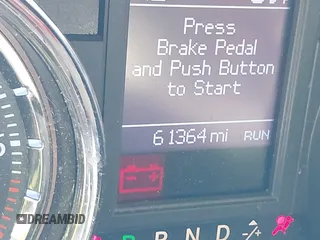 Press
Brake Pedal
and Push Button
to Start
61364 mi RUN
P R N D -/+
DREAMBID